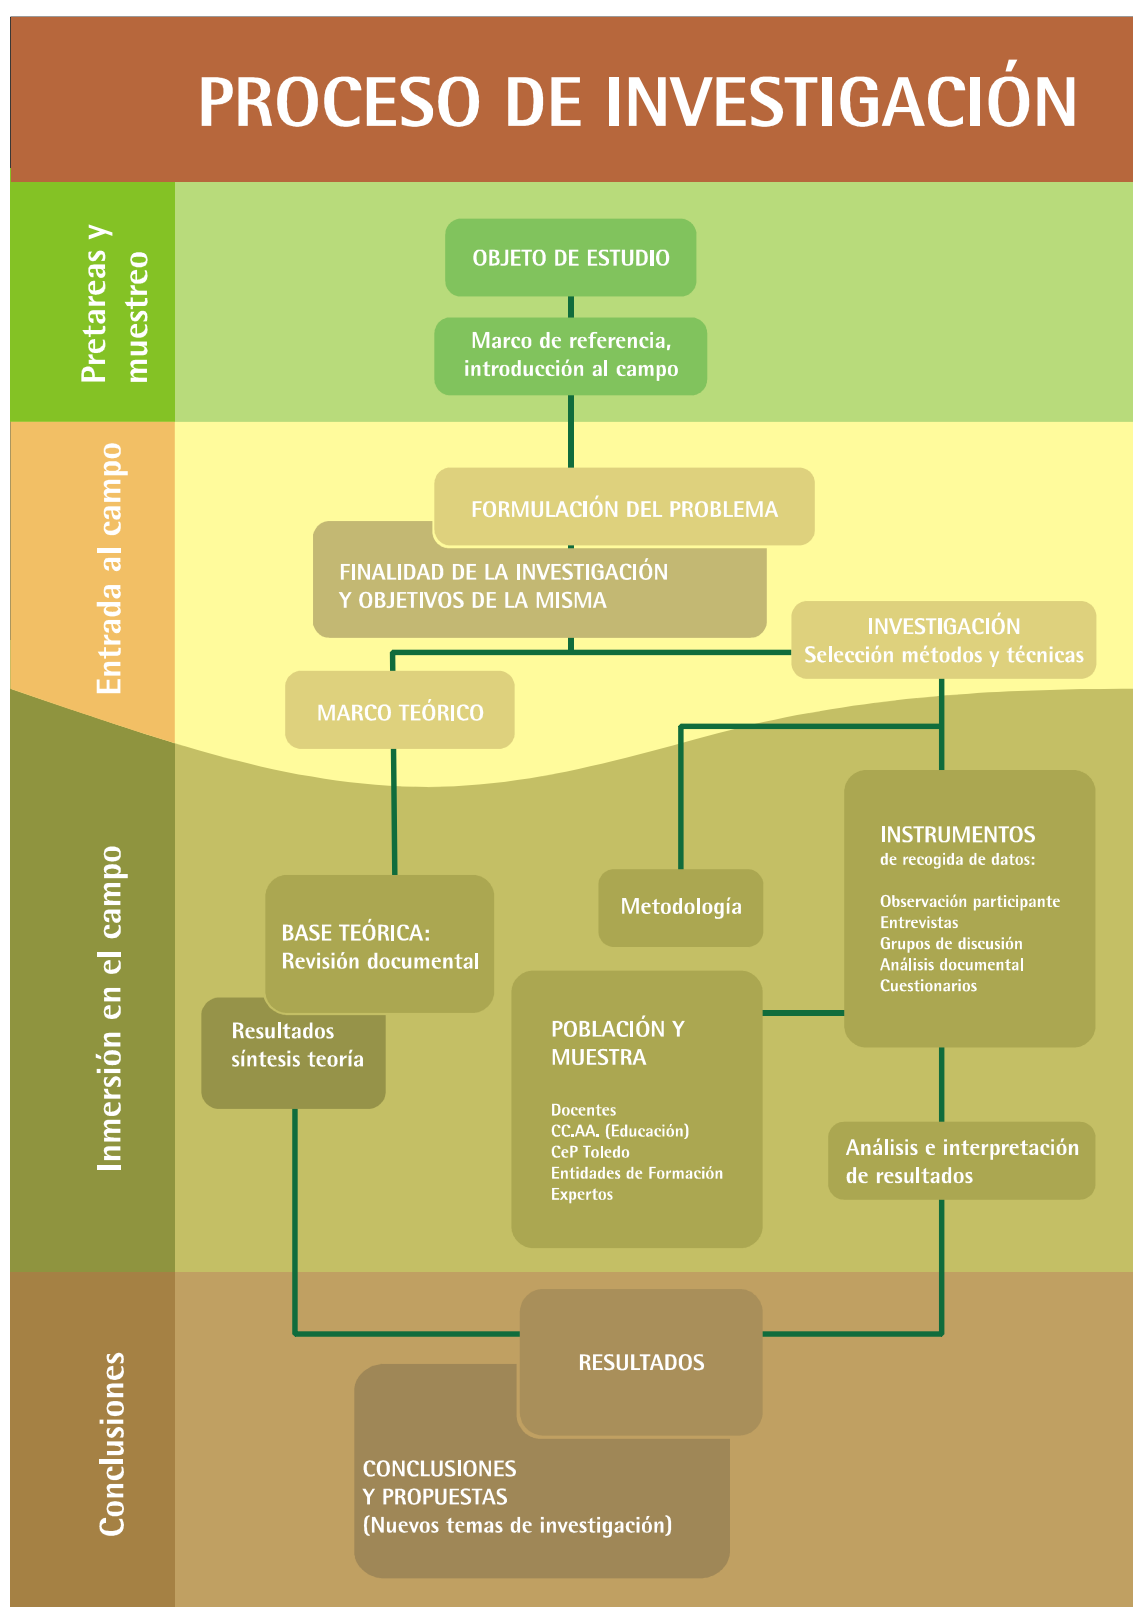 PROCESO DE INVESTIGACIÓN
Pretareas y
muestreo
OBJETO DE ESTUDIO
Marco de referencia,
introducción al campo
Entrada al campo
FORMULACIÓN DEL PROBLEMA
FINALIDAD DE LA INVESTIGACIÓN
Y OBJETIVOS DE LA MISMA
INVESTIGACIÓN
Selección métodos y técnicas
MARCO TEÓRICO
Inmersión en el campo
INSTRUMENTOS
de recogida de datos:
Observación participante
Entrevistas
Grupos de discusión
Análisis documental
Cuestionarios
Metodología
BASE TEÓRICA:
Revisión documental
Resultados
síntesis teoría
POBLACIÓN Y
MUESTRA
Docentes
CC.AA. (Educación)
CeP Toledo
Entidades de Formación
Expertos
Análisis e interpretación
de resultados
Conclusiones
RESULTADOS
CONCLUSIONES
Y PROPUESTAS
(Nuevos temas de investigación)